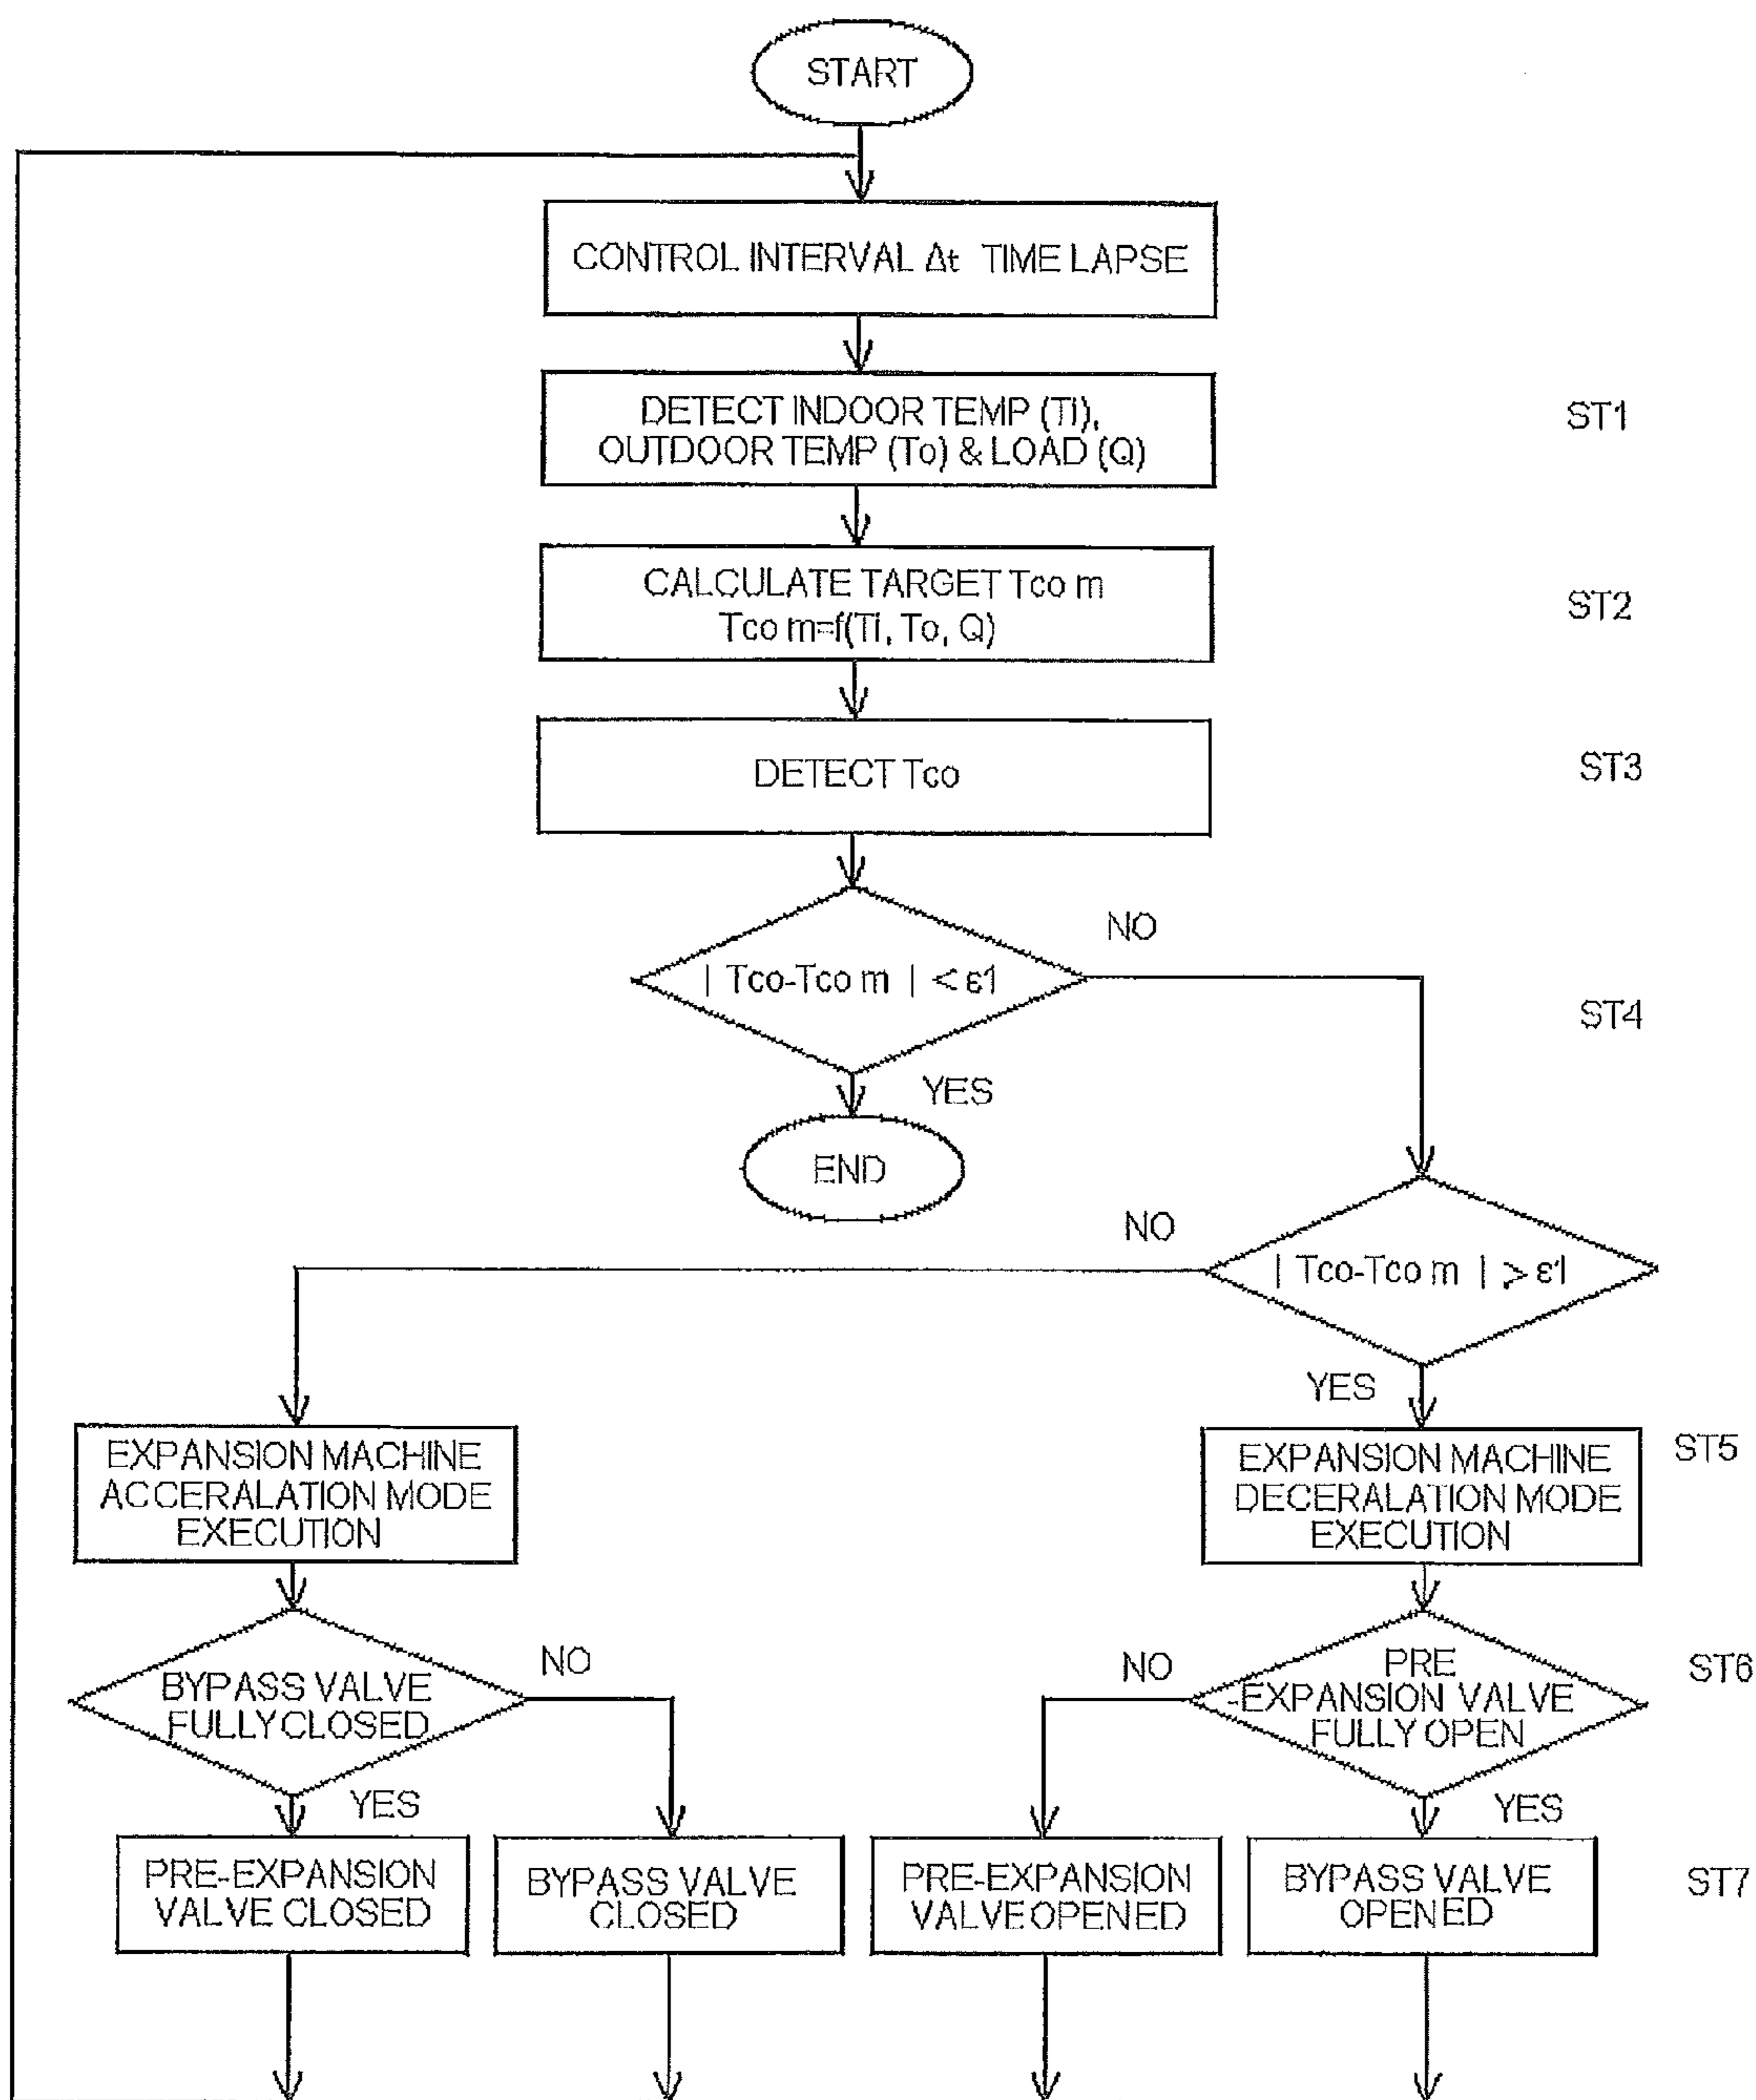 START
CONTROL INTERVAL Δt TIME LAPSE
DETECT INDOOR TEMP (Ti),
OUTDOOR TEMP (To) & LOAD (Q)
ST1
CALCULATE TARGET Tco m
Tco m=f(Ti, To, Q)
ST2
DETECT Tco
ST3
NO
| Tco-Tco m | < ε1
ST4
YES
END
NO
| Tco-Tco m | > ε1
YES
EXPANSION MACHINE
ACCERALATION MODE
EXECUTION
EXPANSION MACHINE
DECERALATION MODE
EXECUTION
ST5
BYPASS VALVE
FULLY CLOSED
NO
NO
PRE
-EXPANSION VALVE
FULLY OPEN
ST6
YES
YES
PRE-EXPANSION
VALVE CLOSED
BYPASS VALVE
CLOSED
PRE-EXPANSION
VALVE OPENED
BYPASS VALVE
OPENED
ST7